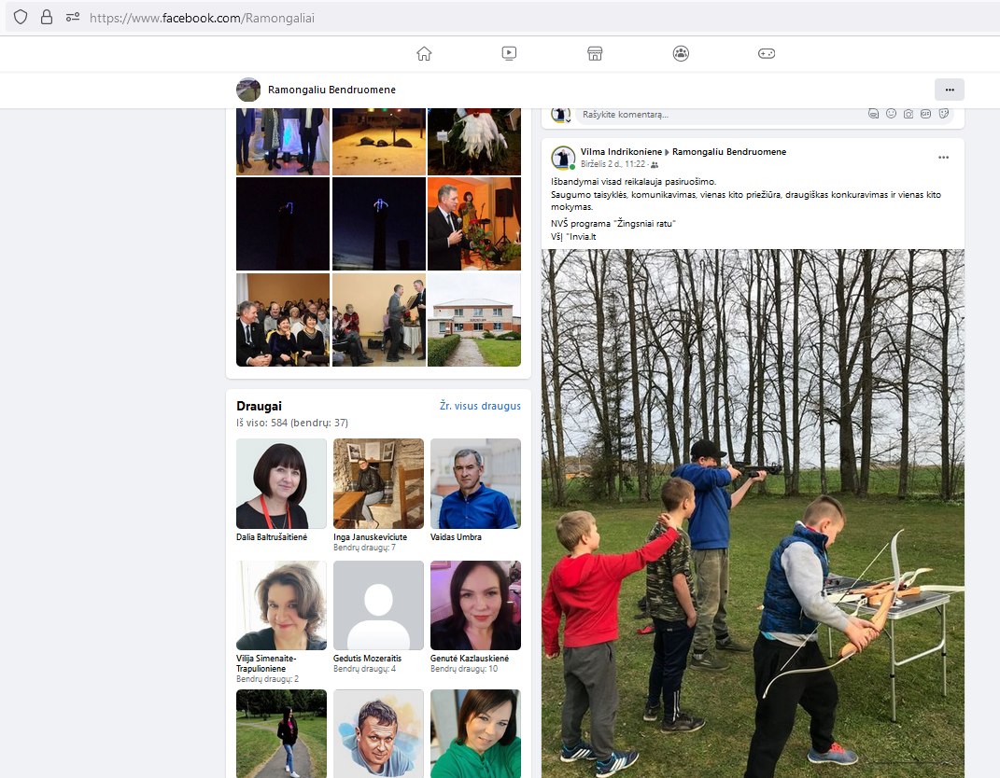 https://www.facebook.com/Ramongaliai
Ramongaliu Bendruomene
Draugai
Žr. visus draugus
Iš viso: 584 (bendrų: 37)
Dalia Baltrušaitienė
Inga Januskeviciute
Bendrų draugų: 7
Vaidas Umbra
Vilija Simenaite-
Trapulioniene
Bendrų draugų: 2
Gedutis Mozeraitis
Bendrų draugų: 4
Genutė Kazlauskienė
Bendrų draugų: 10
Rašykite komentarą...
GIF
Vilma Indrikoniene ▸ Ramongaliu Bendruomene
Birželis 2 d., 11:22 ·
Išbandymai visad reikalauja pasiruošimo.
Saugumo taisyklės, komunikavimas, vienas kito priežiūra, draugiškas konkuravimas ir vienas kito
mokymas.
NVŠ programa "Žingsniai ratu"
VšĮ "Invia.lt